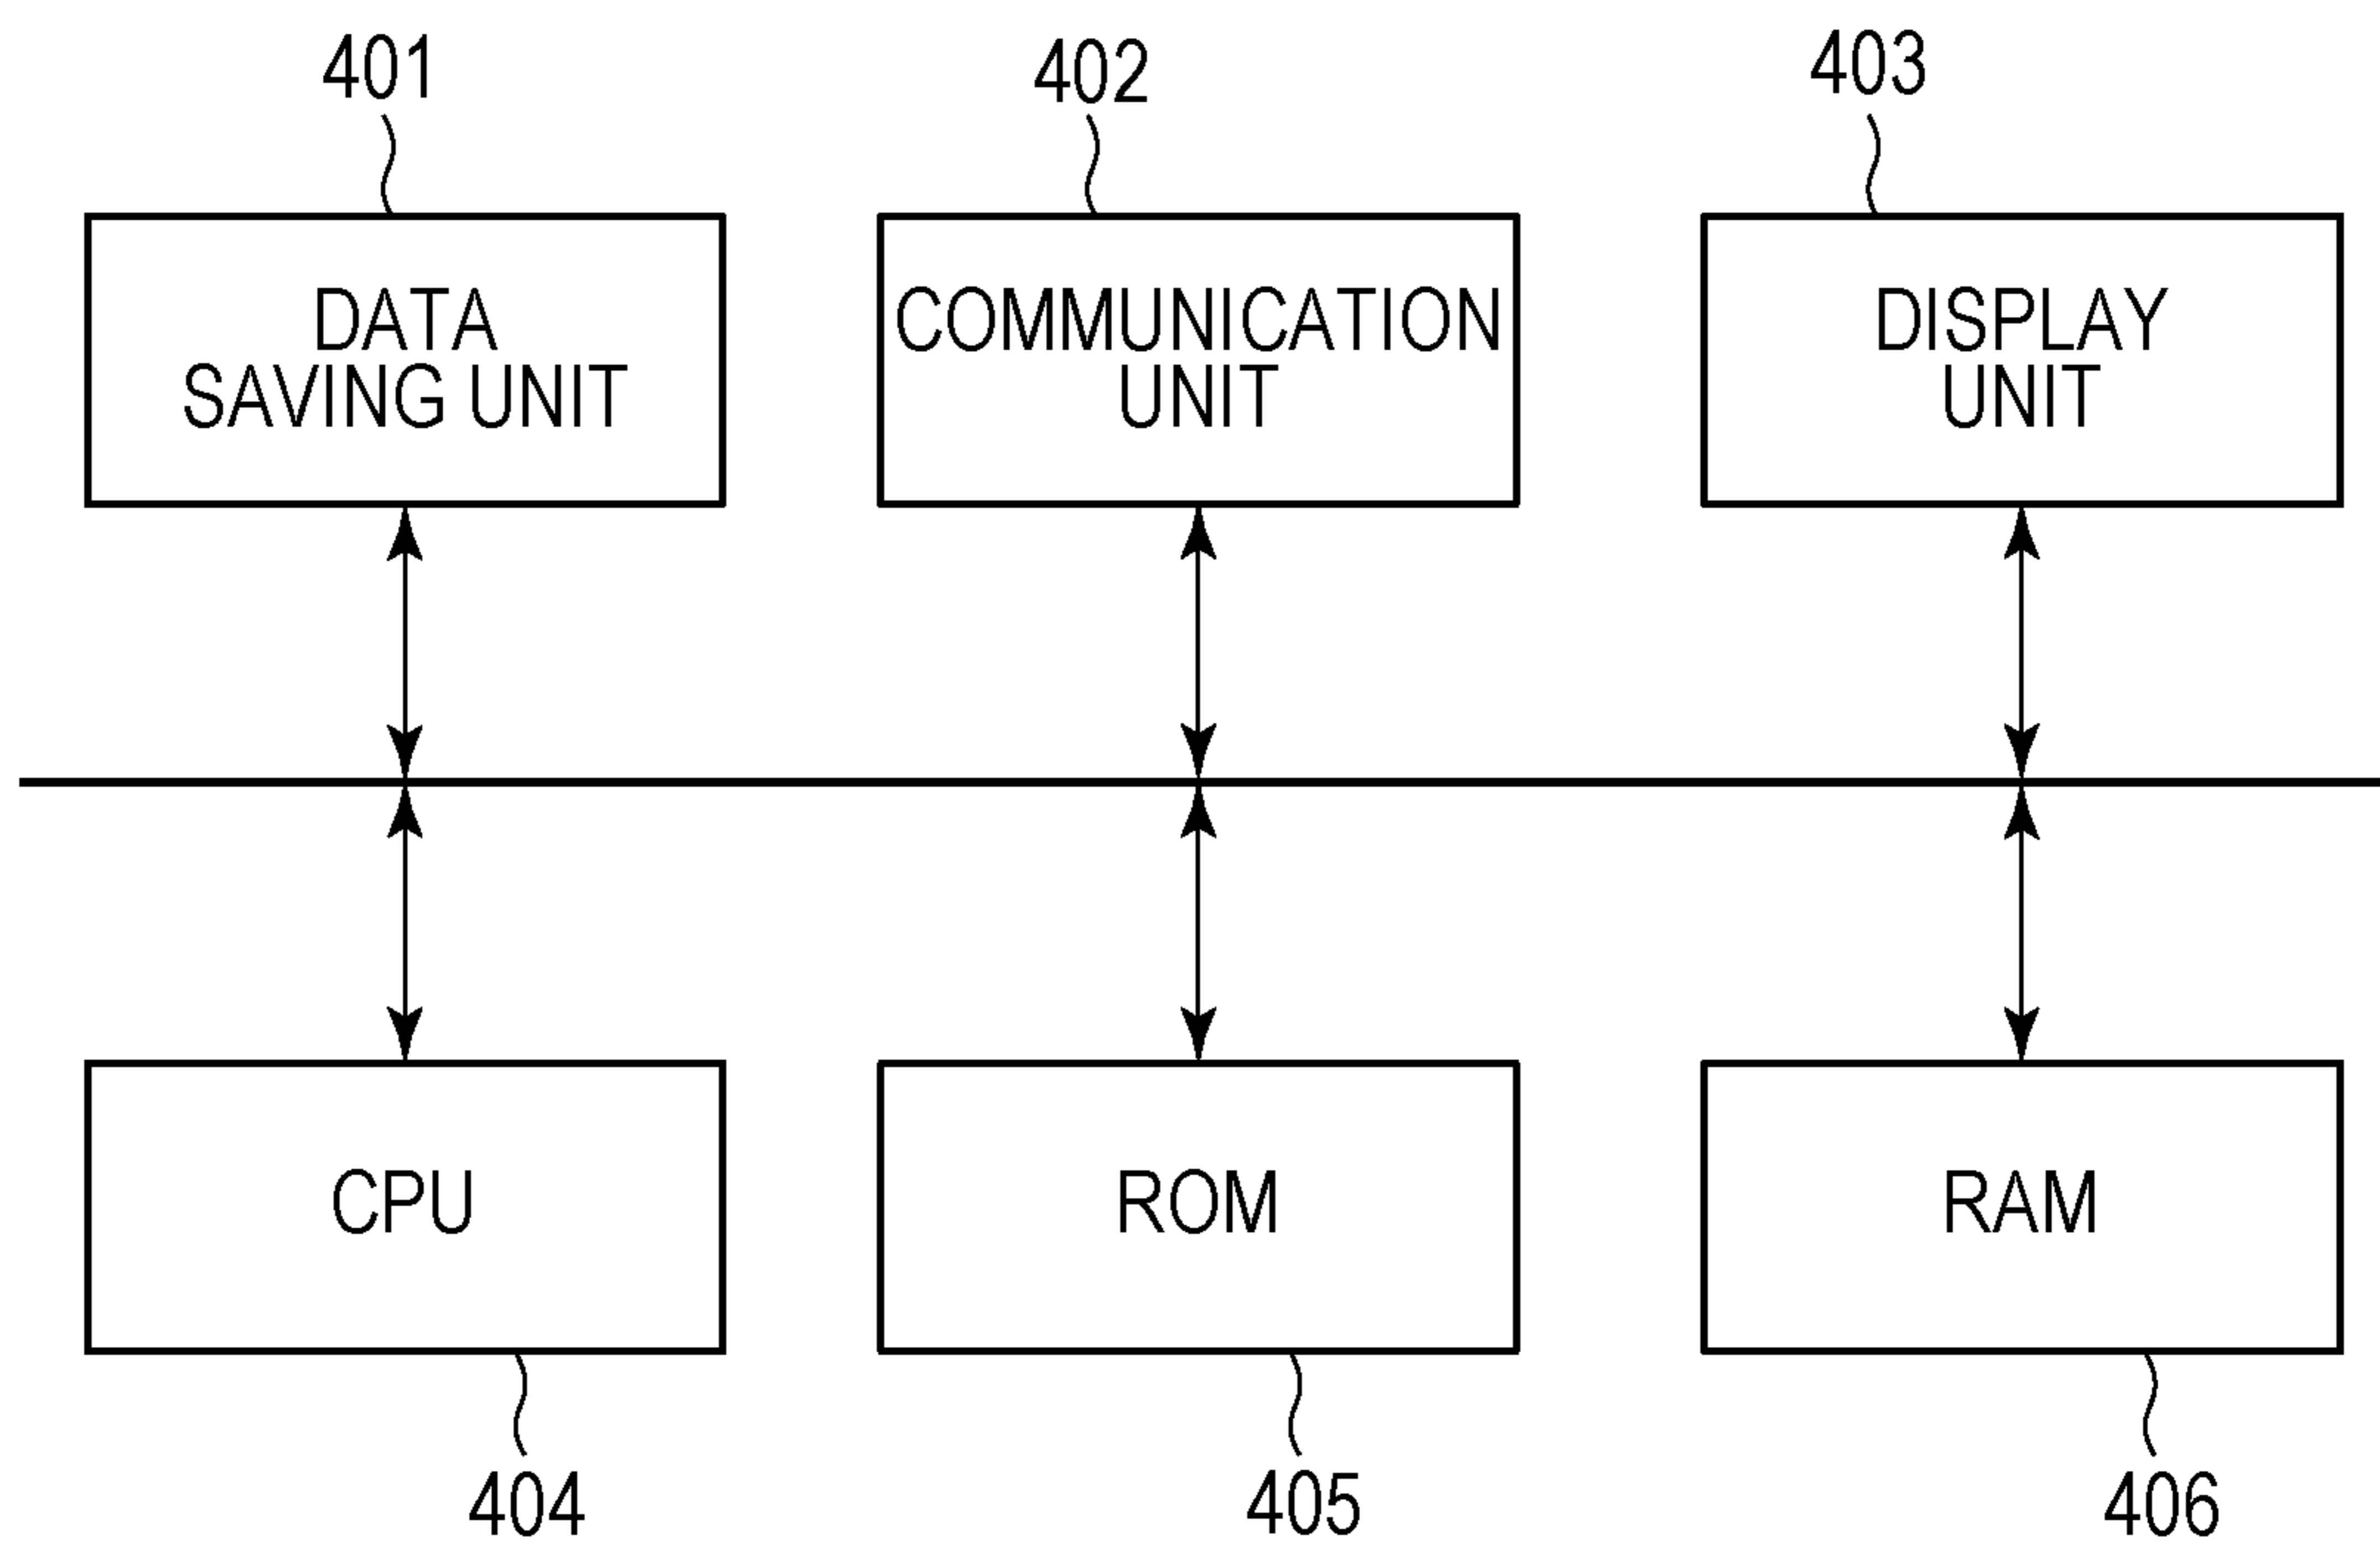 401
402
403
DATA
SAVING UNIT
COMMUNICATION
UNIT
DISPLAY
UNIT
CPU
ROM
RAM
404
405
406